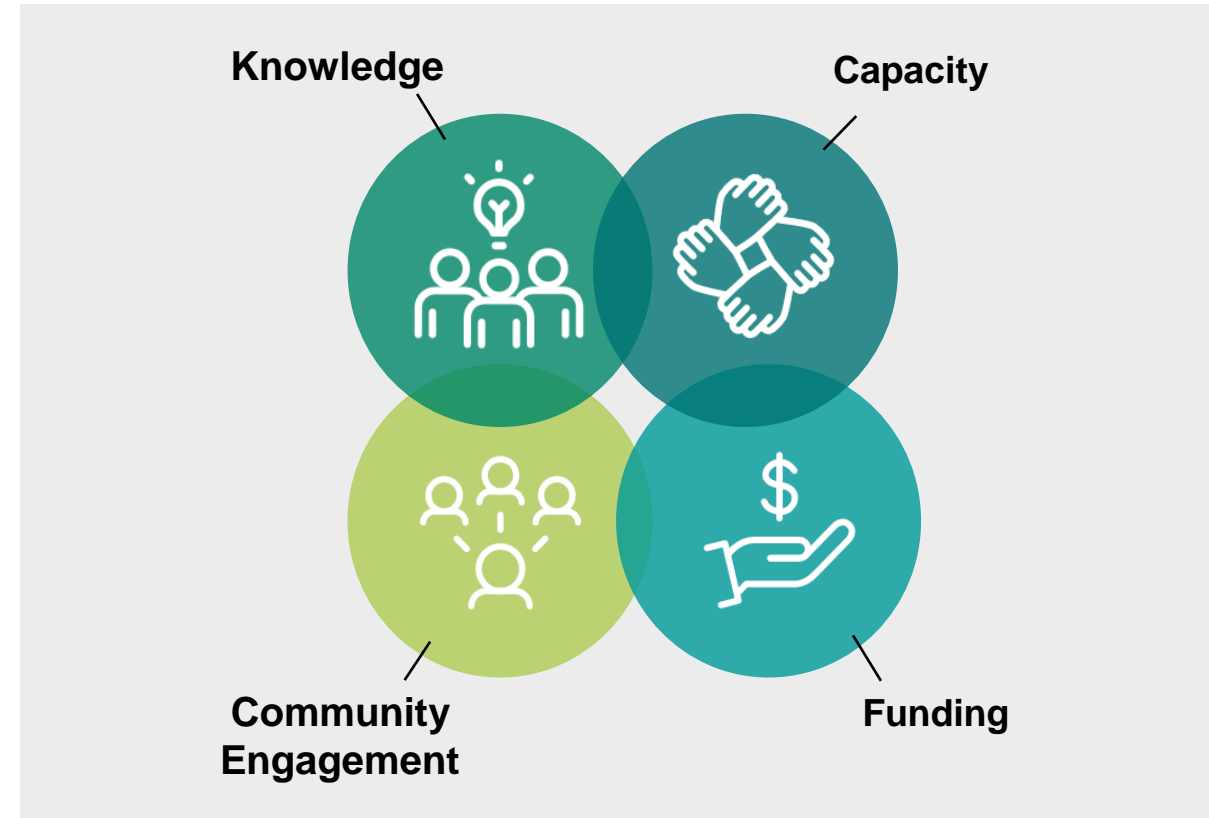 Knowledge
Capacity
Community
Engagement
Funding